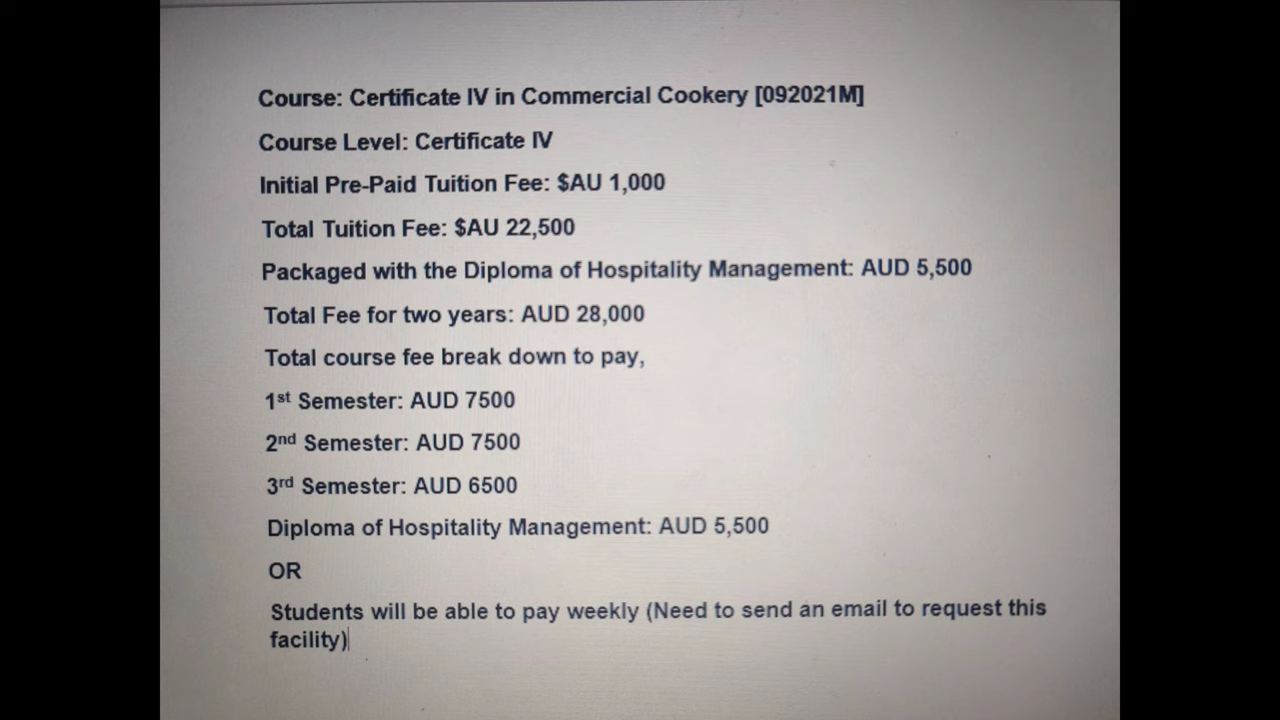 Course: Certificate IV in Commercial Cookery [092021M]
Course Level: Certificate IV
Initial Pre-Paid Tuition Fee: $AU 1,000
Total Tuition Fee: $AU 22,500
Packaged with the Diploma of Hospitality Management: AUD 5,500
Total Fee for two years: AUD 28,000
Total course fee break down to pay,
1st Semester: AUD 7500
2nd Semester: AUD 7500
3rd Semester: AUD 6500
Diploma of Hospitality Management: AUD 5,500
OR
Students will be able to pay weekly (Need to send an email to request this
facility)